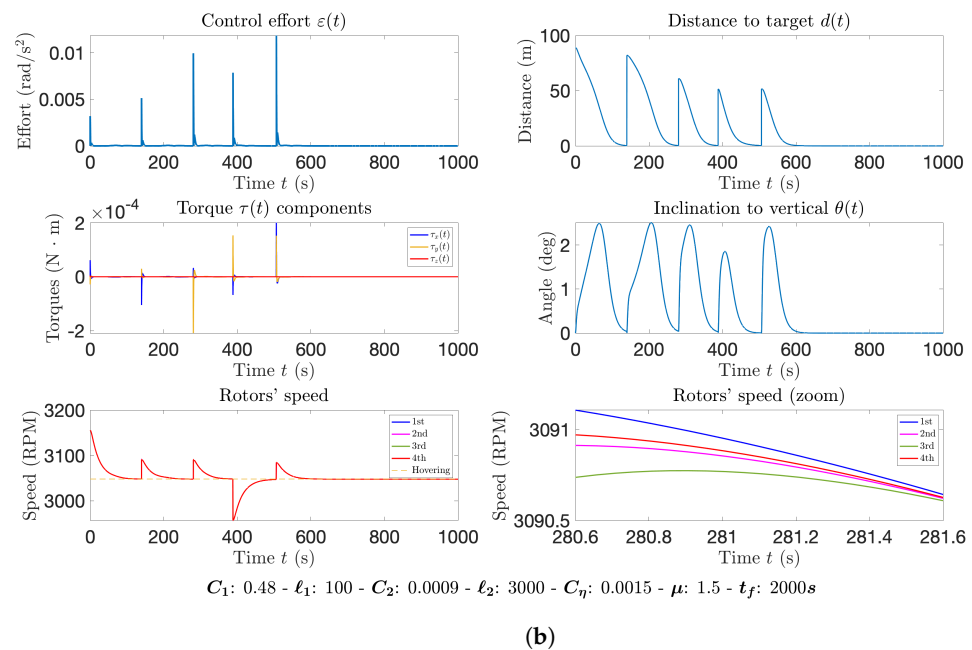 Control effort ε(t)
Effort (rad/s²)
0.01
0.005
0
0 200 400 600 800 1000
Time t (s)
Distance to target d(t)
Distance (m)
100
50
0
0 200 400 600 800 1000
Time t (s)
×10⁻⁴
Torque τ(t) components
Torques (N · m)
2
0
-2
τx(t)
τy(t)
τz(t)
0 200 400 600 800 1000
Time t (s)
Inclination to vertical θ(t)
Angle (deg)
2
1
0
0 200 400 600 800 1000
Time t (s)
Rotors' speed
Speed (RPM)
3200
3100
3000
1st
2nd
3rd
4th
Hovering
0 200 400 600 800 1000
Time t (s)
Rotors' speed (zoom)
Speed (RPM)
3091
3090.5
1st
2nd
3rd
4th
280.6 280.8 281 281.2 281.4 281.6
Time t (s)
C₁: 0.48 - ℓ₁: 100 - C₂: 0.0009 - ℓ₂: 3000 - Cη: 0.0015 - μ: 1.5 - t_f: 2000s
(b)